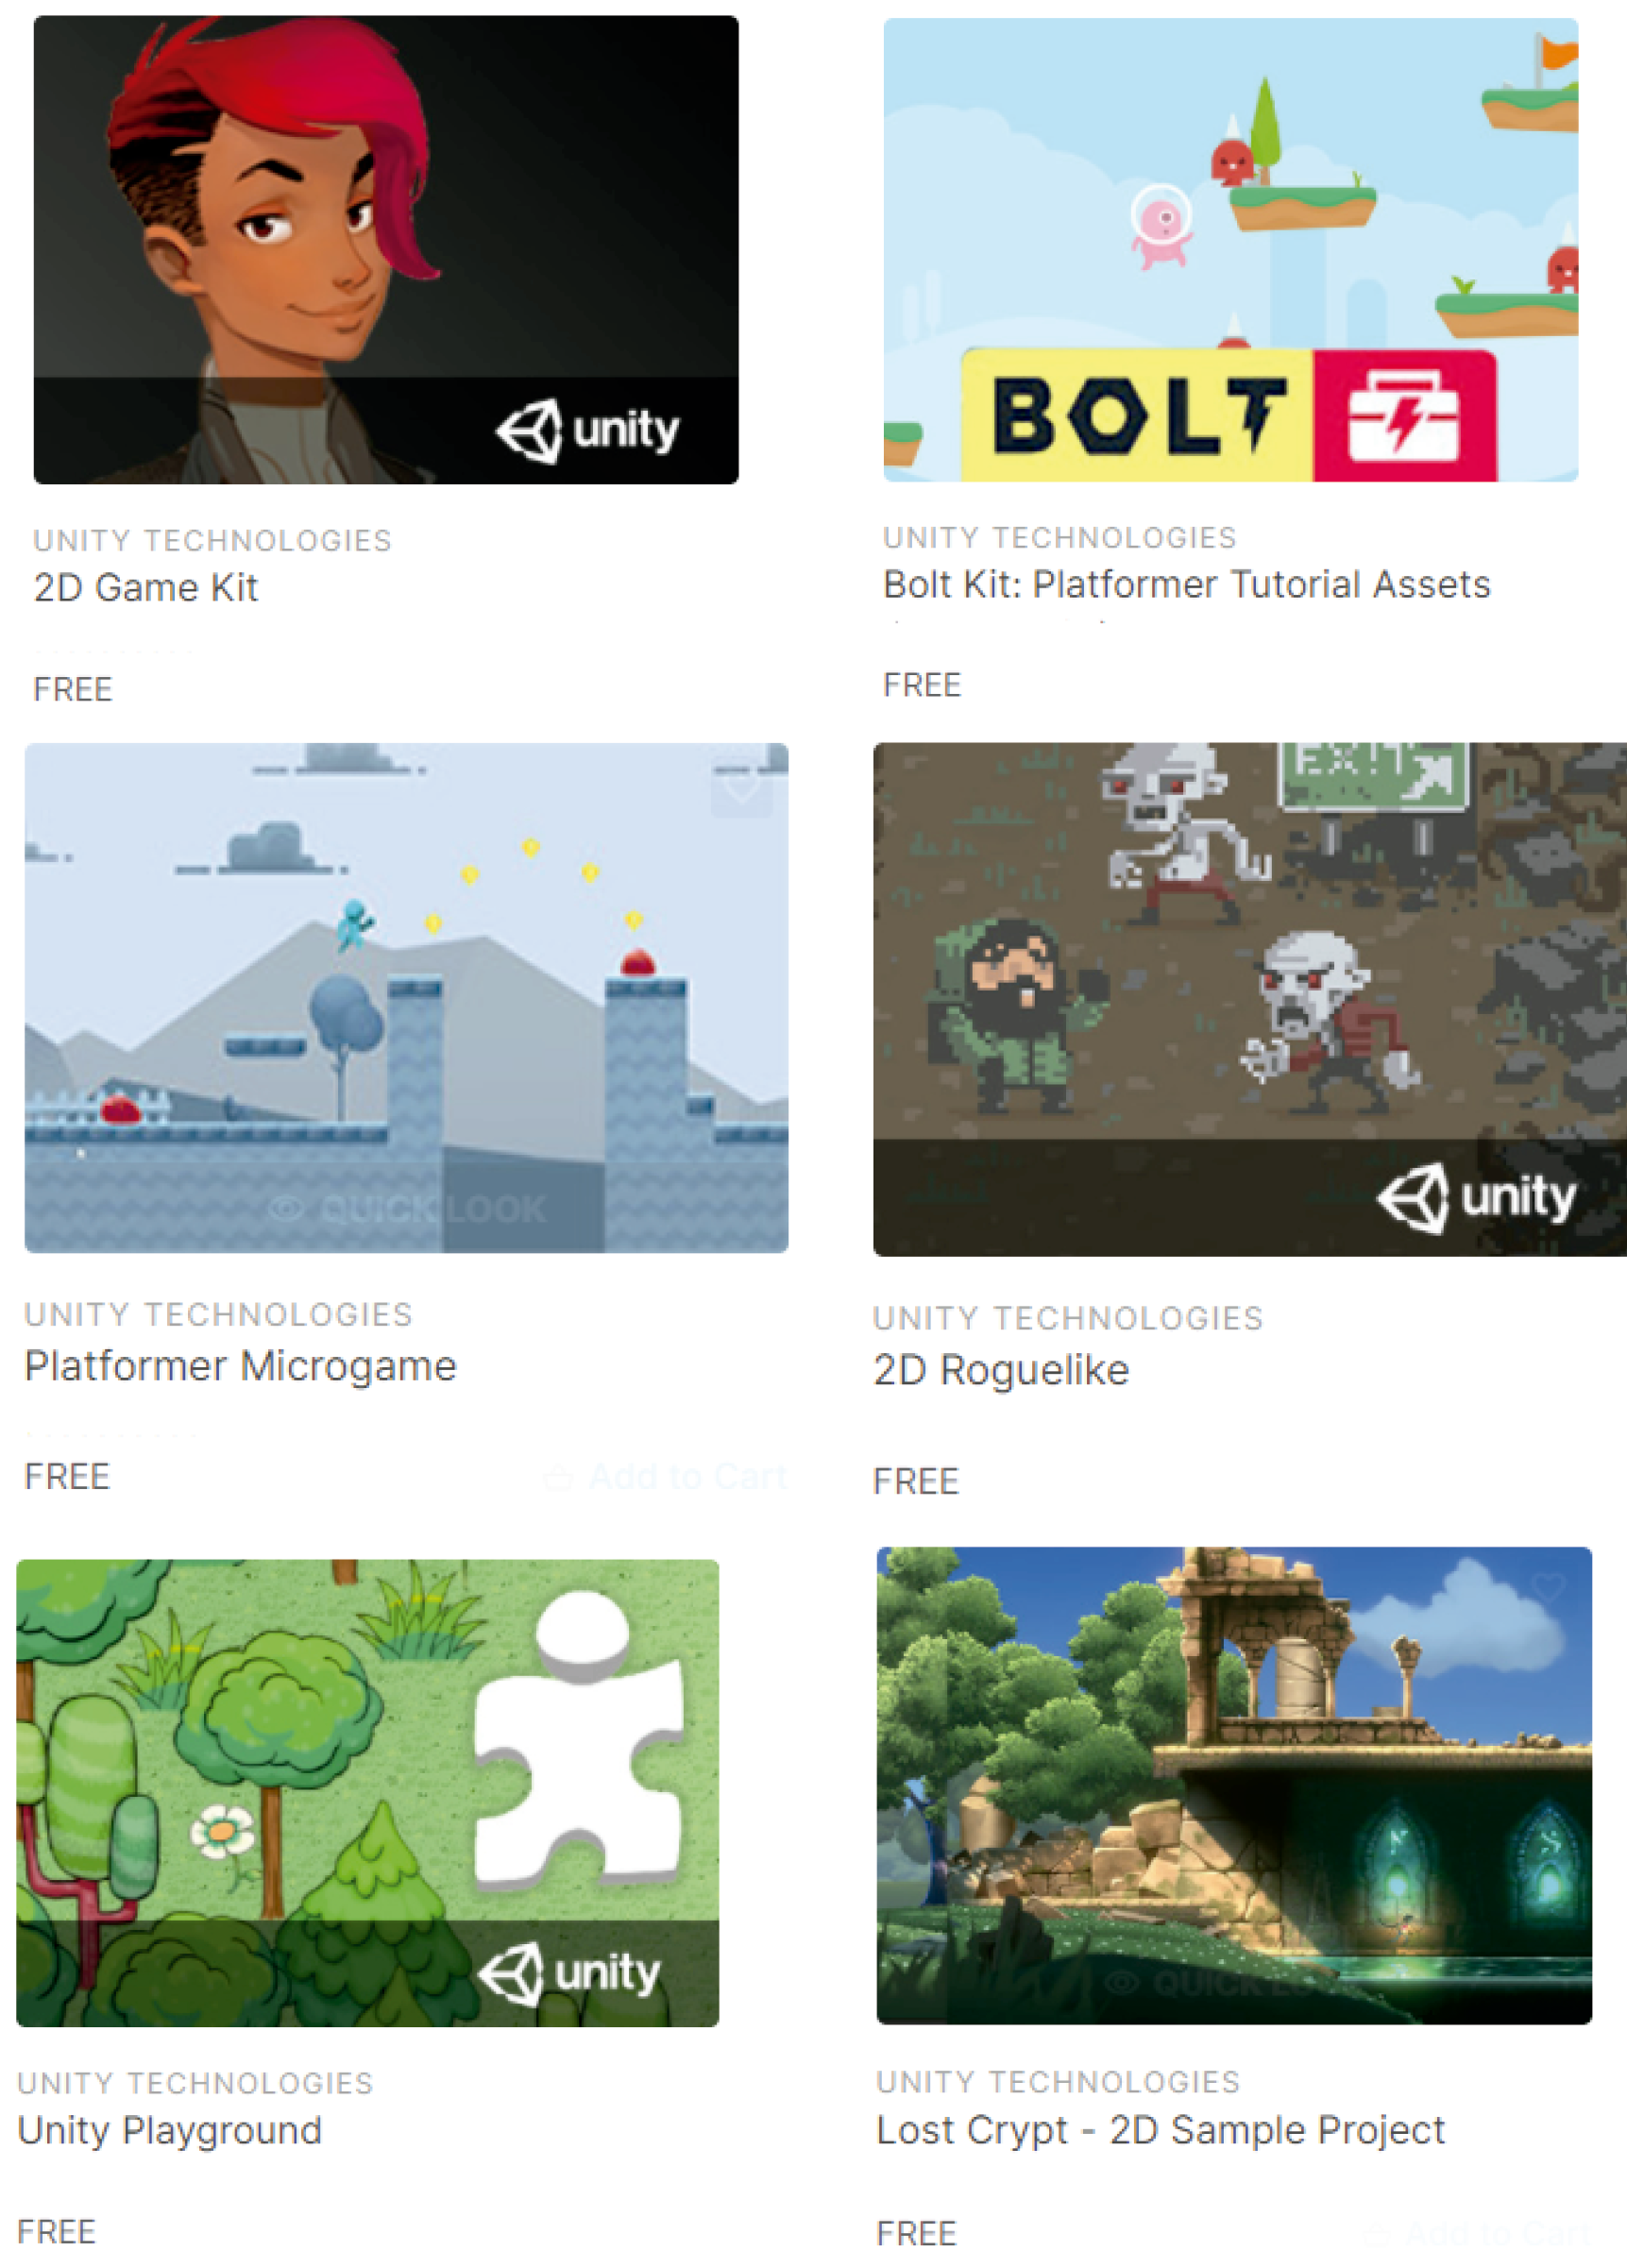 unity
UNITY TECHNOLOGIES
2D Game Kit
FREE
BOLT
UNITY TECHNOLOGIES
Bolt Kit: Platformer Tutorial Assets
FREE
QUICK LOOK
UNITY TECHNOLOGIES
Platformer Microgame
FREE
Add to Cart
EXIT
unity
UNITY TECHNOLOGIES
2D Roguelike
FREE
unity
UNITY TECHNOLOGIES
Unity Playground
FREE
QUICK LOOK
UNITY TECHNOLOGIES
Lost Crypt - 2D Sample Project
FREE
Add to Cart